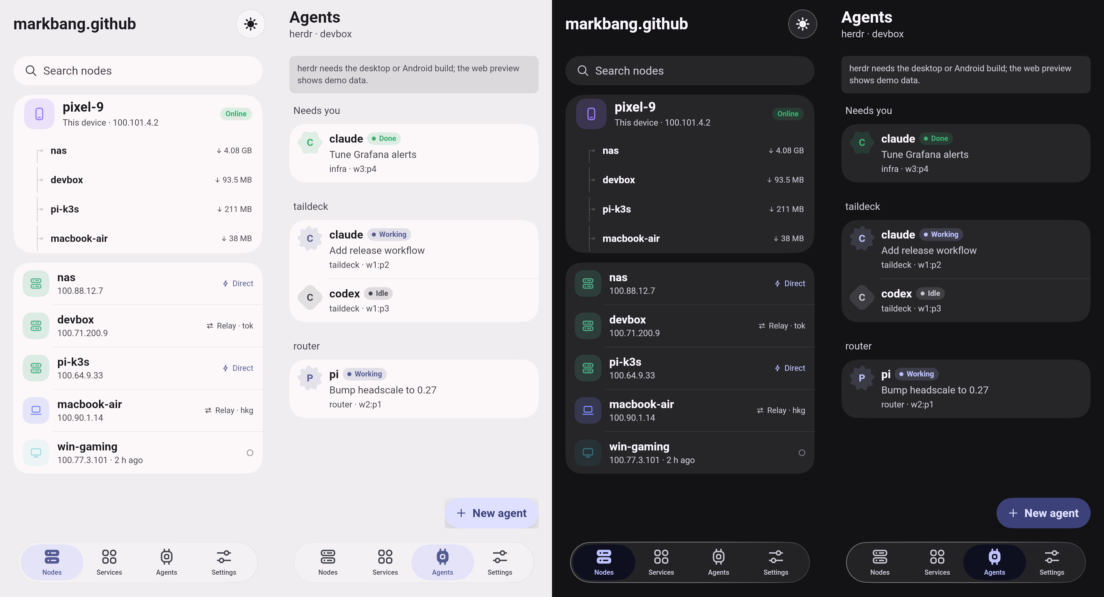 markbang.github
Search nodes
pixel-9
This device · 100.101.4.2
Online
nas
↓ 4.08 GB
devbox
↓ 93.5 MB
pi-k3s
↓ 211 MB
macbook-air
↓ 38 MB
nas
100.88.12.7
Direct
devbox
100.71.200.9
Relay · tok
pi-k3s
100.64.9.33
Direct
macbook-air
100.90.1.14
Relay · hkg
win-gaming
100.77.3.101 · 2 h ago
Nodes
Services
Agents
Settings
Agents
herdr · devbox
herdr needs the desktop or Android build; the web preview
shows demo data.
Needs you
C
claude
Done
Tune Grafana alerts
infra · w3:p4
taildeck
C
claude
Working
Add release workflow
taildeck · w1:p2
C
codex
Idle
taildeck · w1:p3
router
P
pi
Working
Bump headscale to 0.27
router · w2:p1
+ New agent
Nodes
Services
Agents
Settings
markbang.github
Search nodes
pixel-9
This device · 100.101.4.2
Online
nas
↓ 4.08 GB
devbox
↓ 93.5 MB
pi-k3s
↓ 211 MB
macbook-air
↓ 38 MB
nas
100.88.12.7
Direct
devbox
100.71.200.9
Relay · tok
pi-k3s
100.64.9.33
Direct
macbook-air
100.90.1.14
Relay · hkg
win-gaming
100.77.3.101 · 2 h ago
Nodes
Services
Agents
Settings
Agents
herdr · devbox
herdr needs the desktop or Android build; the web preview
shows demo data.
Needs you
C
claude
Done
Tune Grafana alerts
infra · w3:p4
taildeck
C
claude
Working
Add release workflow
taildeck · w1:p2
C
codex
Idle
taildeck · w1:p3
router
P
pi
Working
Bump headscale to 0.27
router · w2:p1
+ New agent
Nodes
Services
Agents
Settings